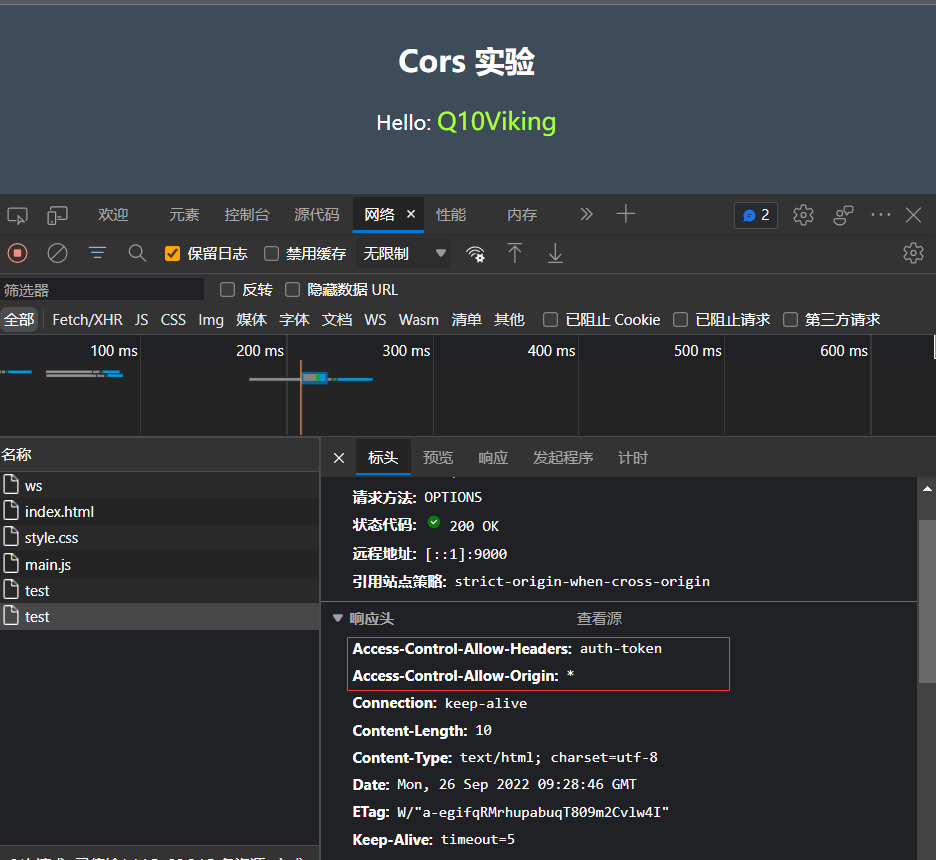 Cors 实验
Hello: Q10Viking
欢迎 元素 控制台 源代码 网络 性能 内存 2
保留日志 禁用缓存 无限制
筛选器 反转 隐藏数据 URL
全部 Fetch/XHR JS CSS Img 媒体 字体 文档 WS Wasm 清单 其他 已阻止 Cookie 已阻止请求 第三方请求
100 ms 200 ms 300 ms 400 ms 500 ms 600 ms
名称
ws
index.html
style.css
main.js
test
test
标头 预览 响应 发起程序 计时
请求方法: OPTIONS
状态代码: 200 OK
远程地址: [::1]:9000
引用站点策略: strict-origin-when-cross-origin
响应头 查看源
Access-Control-Allow-Headers: auth-token
Access-Control-Allow-Origin: *
Connection: keep-alive
Content-Length: 10
Content-Type: text/html; charset=utf-8
Date: Mon, 26 Sep 2022 09:28:46 GMT
ETag: W/"a-egifqRMrhupabuqT809m2Cvlw4I"
Keep-Alive: timeout=5